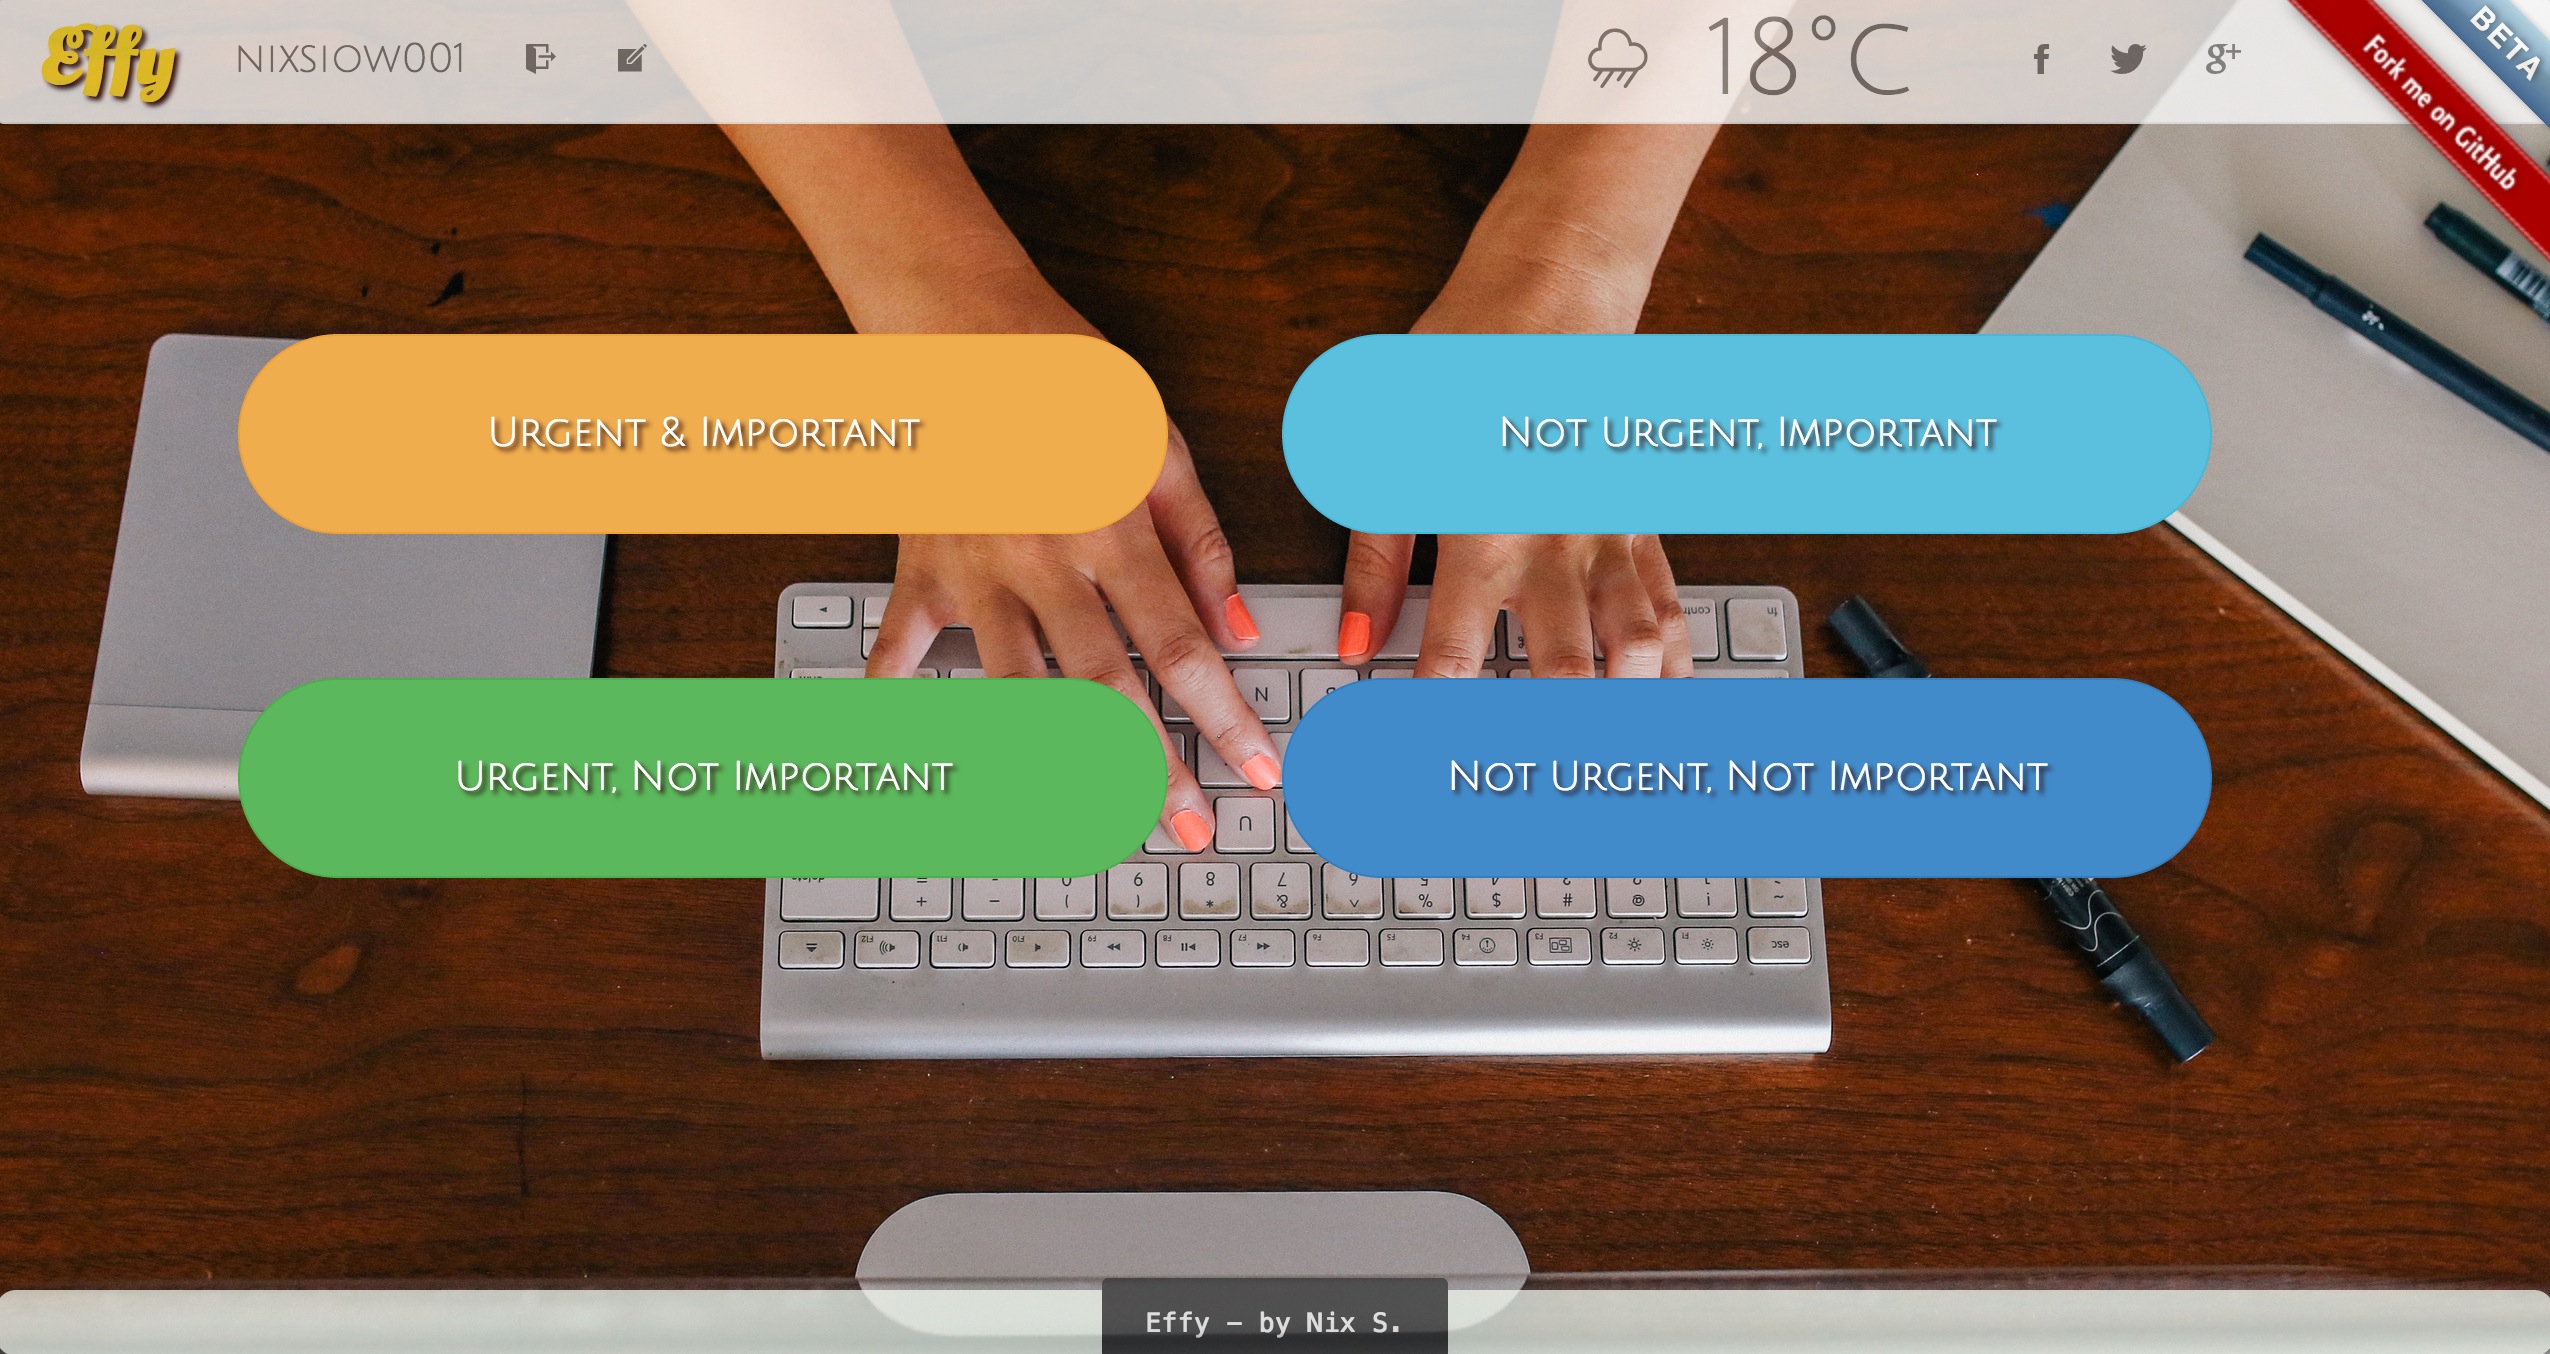 Effy
NIXSIOW001
18°C
f
g+
BETA
Fork me on GitHub
Urgent & Important
Not Urgent, Important
Urgent, Not Important
Not Urgent, Not Important
N
U
esc
Effy – by Nix S.